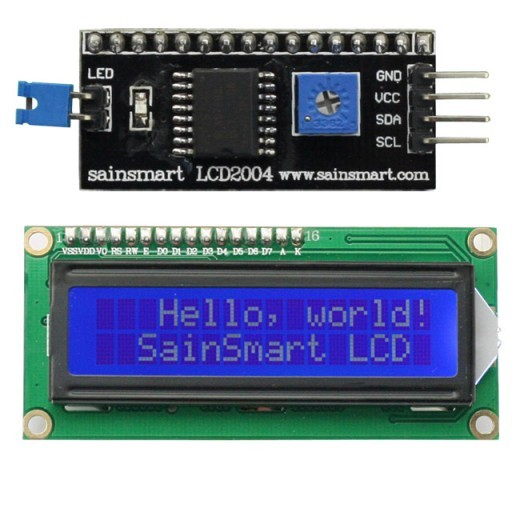 LED
GND
VCC
SDA
SCL
sainsmart LCD2004 www.sainsmart.com
1 16
VSS VDD VO RS RW E D0 D1 D2 D3 D4 D5 D6 D7 A K
Hello, world!
SainSmart LCD